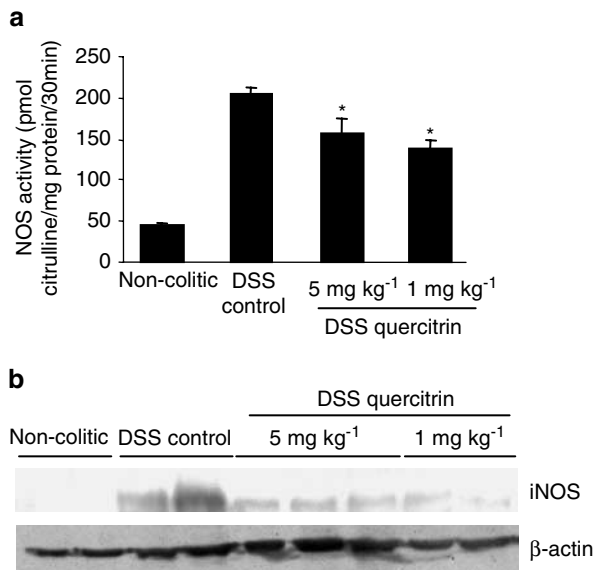 a
NOS activity (pmol
citrulline/mg protein/30min)
250
200
150
100
50
0
*
*
Non-colitic
DSS
control
5 mg kg⁻¹ 1 mg kg⁻¹
DSS quercitrin
b
DSS quercitrin
Non-colitic DSS control 5 mg kg⁻¹ 1 mg kg⁻¹
iNOS
β-actin